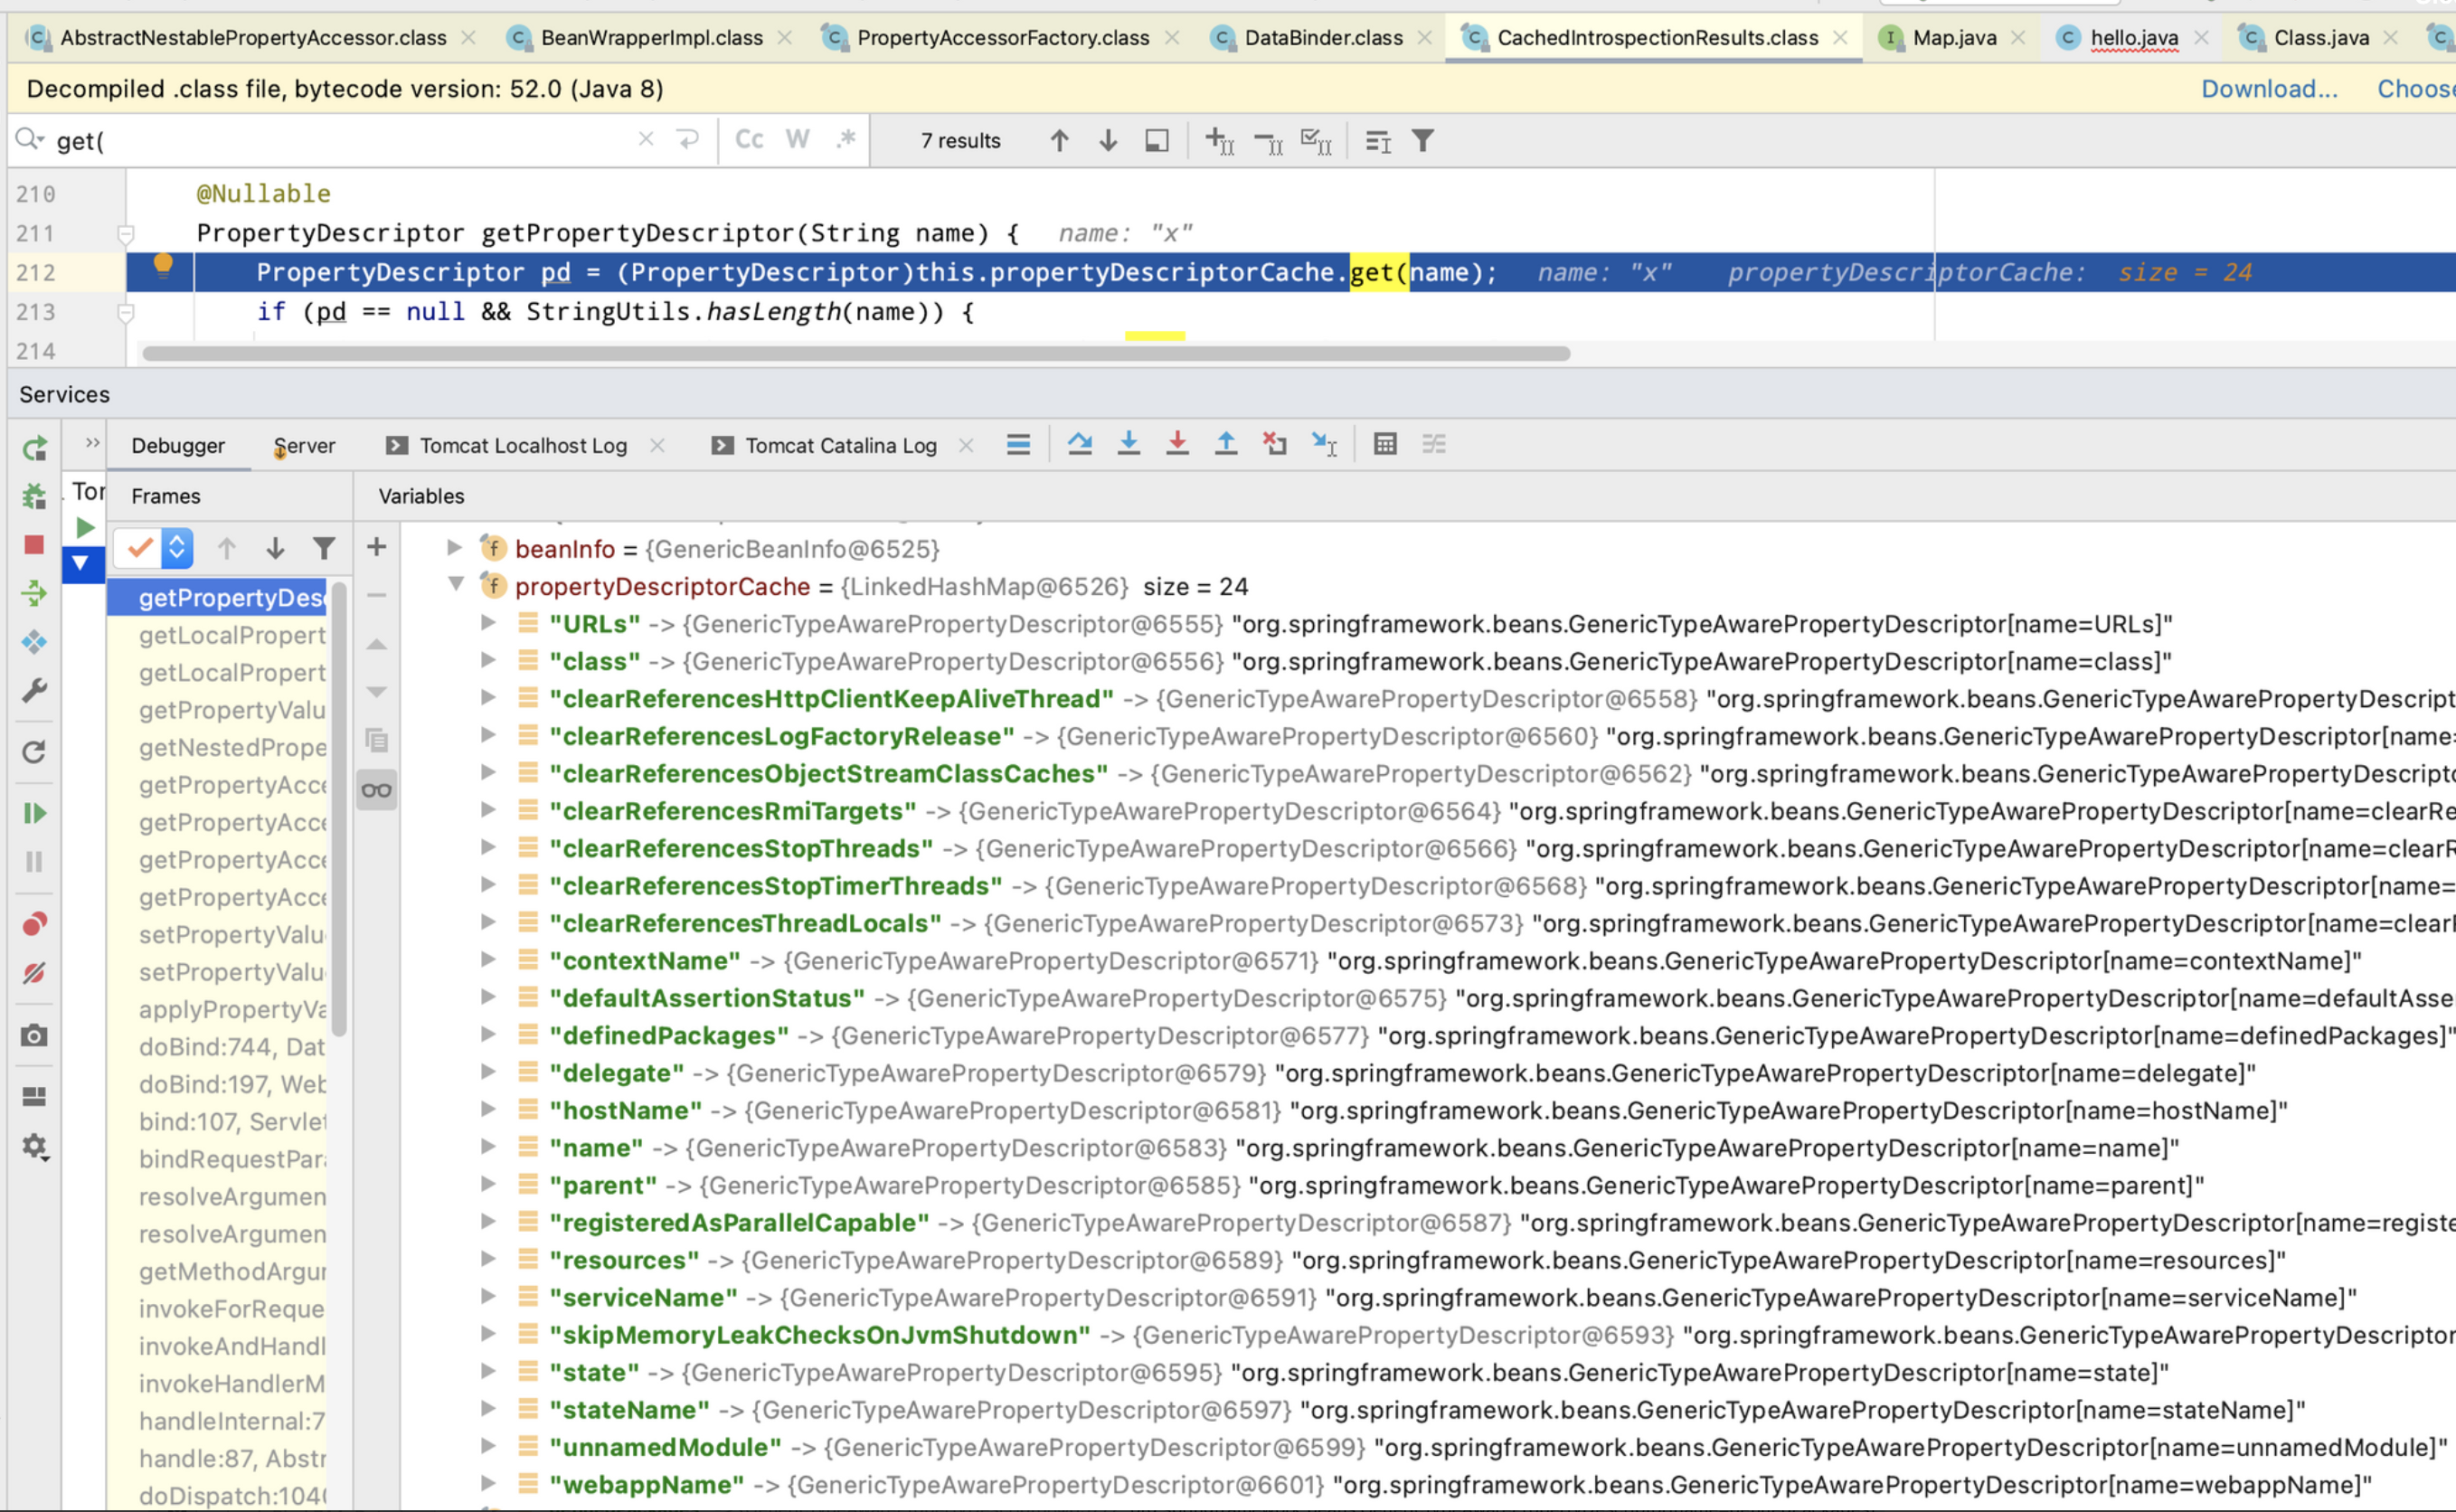 AbstractNestablePropertyAccessor.class BeanWrapperImpl.class PropertyAccessorFactory.class DataBinder.class CachedIntrospectionResults.class Map.java hello.java Class.java
Decompiled .class file, bytecode version: 52.0 (Java 8) Download... Choose
get( Cc W .* 7 results
210 @Nullable
211 PropertyDescriptor getPropertyDescriptor(String name) { name: "x"
212 PropertyDescriptor pd = (PropertyDescriptor)this.propertyDescriptorCache.get(name); name: "x" propertyDescriptorCache: size = 24
213 if (pd == null && StringUtils.hasLength(name)) {
214
Services
Debugger Server Tomcat Localhost Log Tomcat Catalina Log
Tor Frames Variables
beanInfo = {GenericBeanInfo@6525}
propertyDescriptorCache = {LinkedHashMap@6526} size = 24
getPropertyDes "URLs" -> {GenericTypeAwarePropertyDescriptor@6555} "org.springframework.beans.GenericTypeAwarePropertyDescriptor[name=URLs]"
getLocalPropert "class" -> {GenericTypeAwarePropertyDescriptor@6556} "org.springframework.beans.GenericTypeAwarePropertyDescriptor[name=class]"
getLocalPropert "clearReferencesHttpClientKeepAliveThread" -> {GenericTypeAwarePropertyDescriptor@6558} "org.springframework.beans.GenericTypeAwarePropertyDescript
getPropertyValu "clearReferencesLogFactoryRelease" -> {GenericTypeAwarePropertyDescriptor@6560} "org.springframework.beans.GenericTypeAwarePropertyDescriptor[name=
getNestedPrope "clearReferencesObjectStreamClassCaches" -> {GenericTypeAwarePropertyDescriptor@6562} "org.springframework.beans.GenericTypeAwarePropertyDescripto
getPropertyAcce "clearReferencesRmiTargets" -> {GenericTypeAwarePropertyDescriptor@6564} "org.springframework.beans.GenericTypeAwarePropertyDescriptor[name=clearRe
getPropertyAcce "clearReferencesStopThreads" -> {GenericTypeAwarePropertyDescriptor@6566} "org.springframework.beans.GenericTypeAwarePropertyDescriptor[name=clearR
getPropertyAcce "clearReferencesStopTimerThreads" -> {GenericTypeAwarePropertyDescriptor@6568} "org.springframework.beans.GenericTypeAwarePropertyDescriptor[name=
getPropertyAcce "clearReferencesThreadLocals" -> {GenericTypeAwarePropertyDescriptor@6573} "org.springframework.beans.GenericTypeAwarePropertyDescriptor[name=clearR
setPropertyValu "contextName" -> {GenericTypeAwarePropertyDescriptor@6571} "org.springframework.beans.GenericTypeAwarePropertyDescriptor[name=contextName]"
setPropertyValu "defaultAssertionStatus" -> {GenericTypeAwarePropertyDescriptor@6575} "org.springframework.beans.GenericTypeAwarePropertyDescriptor[name=defaultAsse
applyPropertyVa "definedPackages" -> {GenericTypeAwarePropertyDescriptor@6577} "org.springframework.beans.GenericTypeAwarePropertyDescriptor[name=definedPackages]"
doBind:744, Dat "delegate" -> {GenericTypeAwarePropertyDescriptor@6579} "org.springframework.beans.GenericTypeAwarePropertyDescriptor[name=delegate]"
doBind:197, Web "hostName" -> {GenericTypeAwarePropertyDescriptor@6581} "org.springframework.beans.GenericTypeAwarePropertyDescriptor[name=hostName]"
bind:107, Servlet "name" -> {GenericTypeAwarePropertyDescriptor@6583} "org.springframework.beans.GenericTypeAwarePropertyDescriptor[name=name]"
bindRequestPara "parent" -> {GenericTypeAwarePropertyDescriptor@6585} "org.springframework.beans.GenericTypeAwarePropertyDescriptor[name=parent]"
resolveArgumen "registeredAsParallelCapable" -> {GenericTypeAwarePropertyDescriptor@6587} "org.springframework.beans.GenericTypeAwarePropertyDescriptor[name=registe
resolveArgumen "resources" -> {GenericTypeAwarePropertyDescriptor@6589} "org.springframework.beans.GenericTypeAwarePropertyDescriptor[name=resources]"
getMethodArgur "serviceName" -> {GenericTypeAwarePropertyDescriptor@6591} "org.springframework.beans.GenericTypeAwarePropertyDescriptor[name=serviceName]"
invokeForReque "skipMemoryLeakChecksOnJvmShutdown" -> {GenericTypeAwarePropertyDescriptor@6593} "org.springframework.beans.GenericTypeAwarePropertyDescriptor
invokeAndHandl "state" -> {GenericTypeAwarePropertyDescriptor@6595} "org.springframework.beans.GenericTypeAwarePropertyDescriptor[name=state]"
invokeHandlerM "stateName" -> {GenericTypeAwarePropertyDescriptor@6597} "org.springframework.beans.GenericTypeAwarePropertyDescriptor[name=stateName]"
handleInternal:7 "unnamedModule" -> {GenericTypeAwarePropertyDescriptor@6599} "org.springframework.beans.GenericTypeAwarePropertyDescriptor[name=unnamedModule]"
handle:87, Abstr "webappName" -> {GenericTypeAwarePropertyDescriptor@6601} "org.springframework.beans.GenericTypeAwarePropertyDescriptor[name=webappName]"
doDispatch:1040